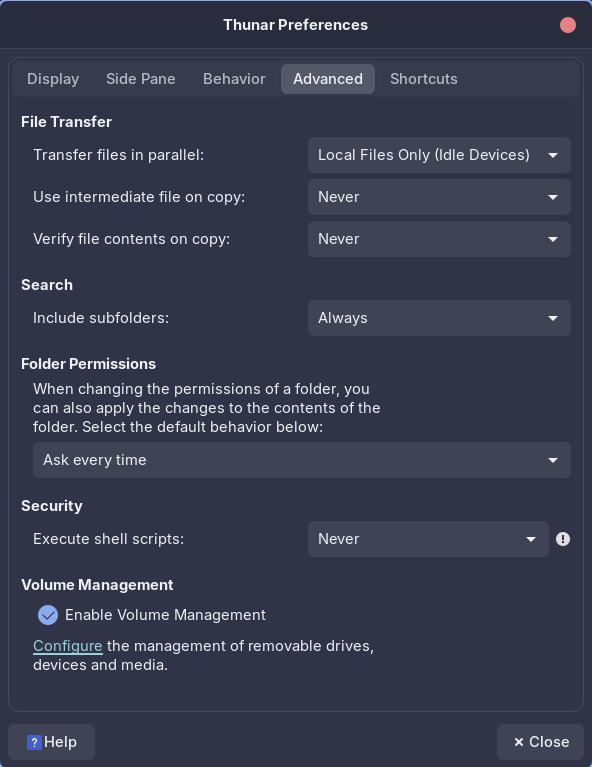 Thunar Preferences
Display Side Pane Behavior Advanced Shortcuts
File Transfer
Transfer files in parallel: Local Files Only (Idle Devices)
Use intermediate file on copy: Never
Verify file contents on copy: Never
Search
Include subfolders: Always
Folder Permissions
When changing the permissions of a folder, you
can also apply the changes to the contents of the
folder. Select the default behavior below:
Ask every time
Security
Execute shell scripts: Never
Volume Management
Enable Volume Management
Configure the management of removable drives,
devices and media.
? Help × Close